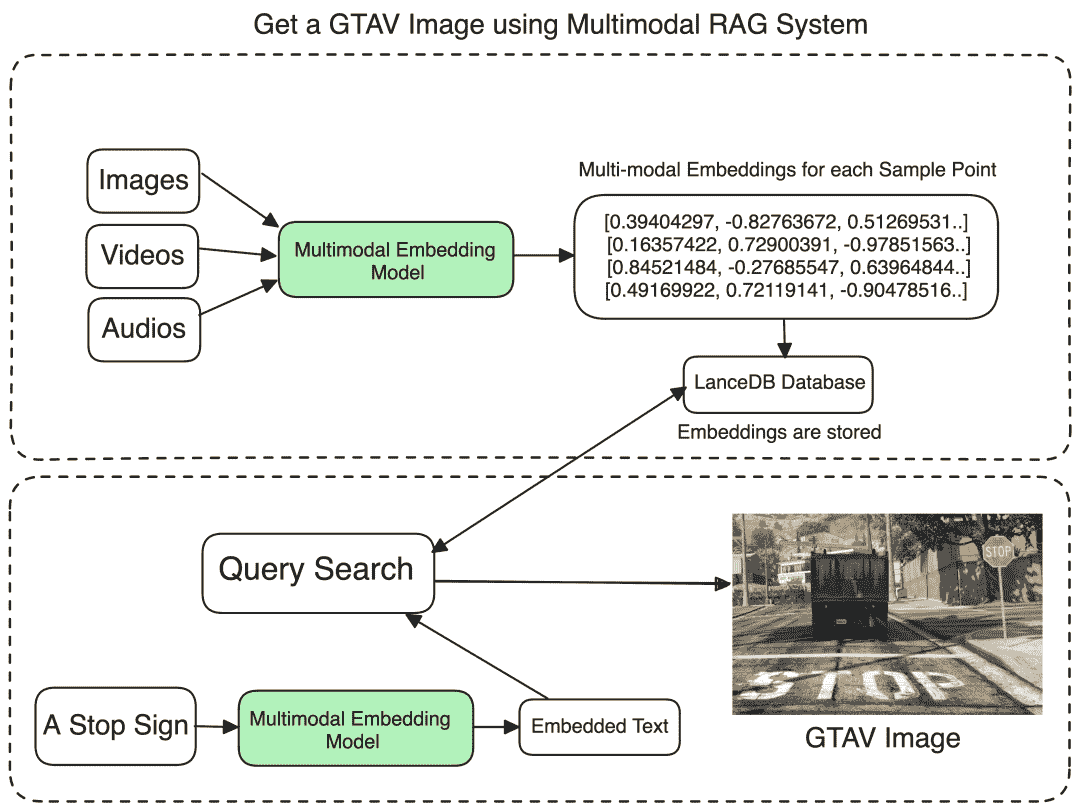 Get a GTAV Image using Multimodal RAG System
Images
Videos
Audios
Multimodal Embedding
Model
Multi-modal Embeddings for each Sample Point
[0.39404297, -0.82763672, 0.51269531..]
[0.16357422, 0.72900391, -0.97851563..]
[0.84521484, -0.27685547, 0.63964844..]
[0.49169922, 0.72119141, -0.90478516..]
LanceDB Database
Embeddings are stored
Query Search
A Stop Sign
Multimodal Embedding
Model
Embedded Text
STOP
STOP
GTAV Image